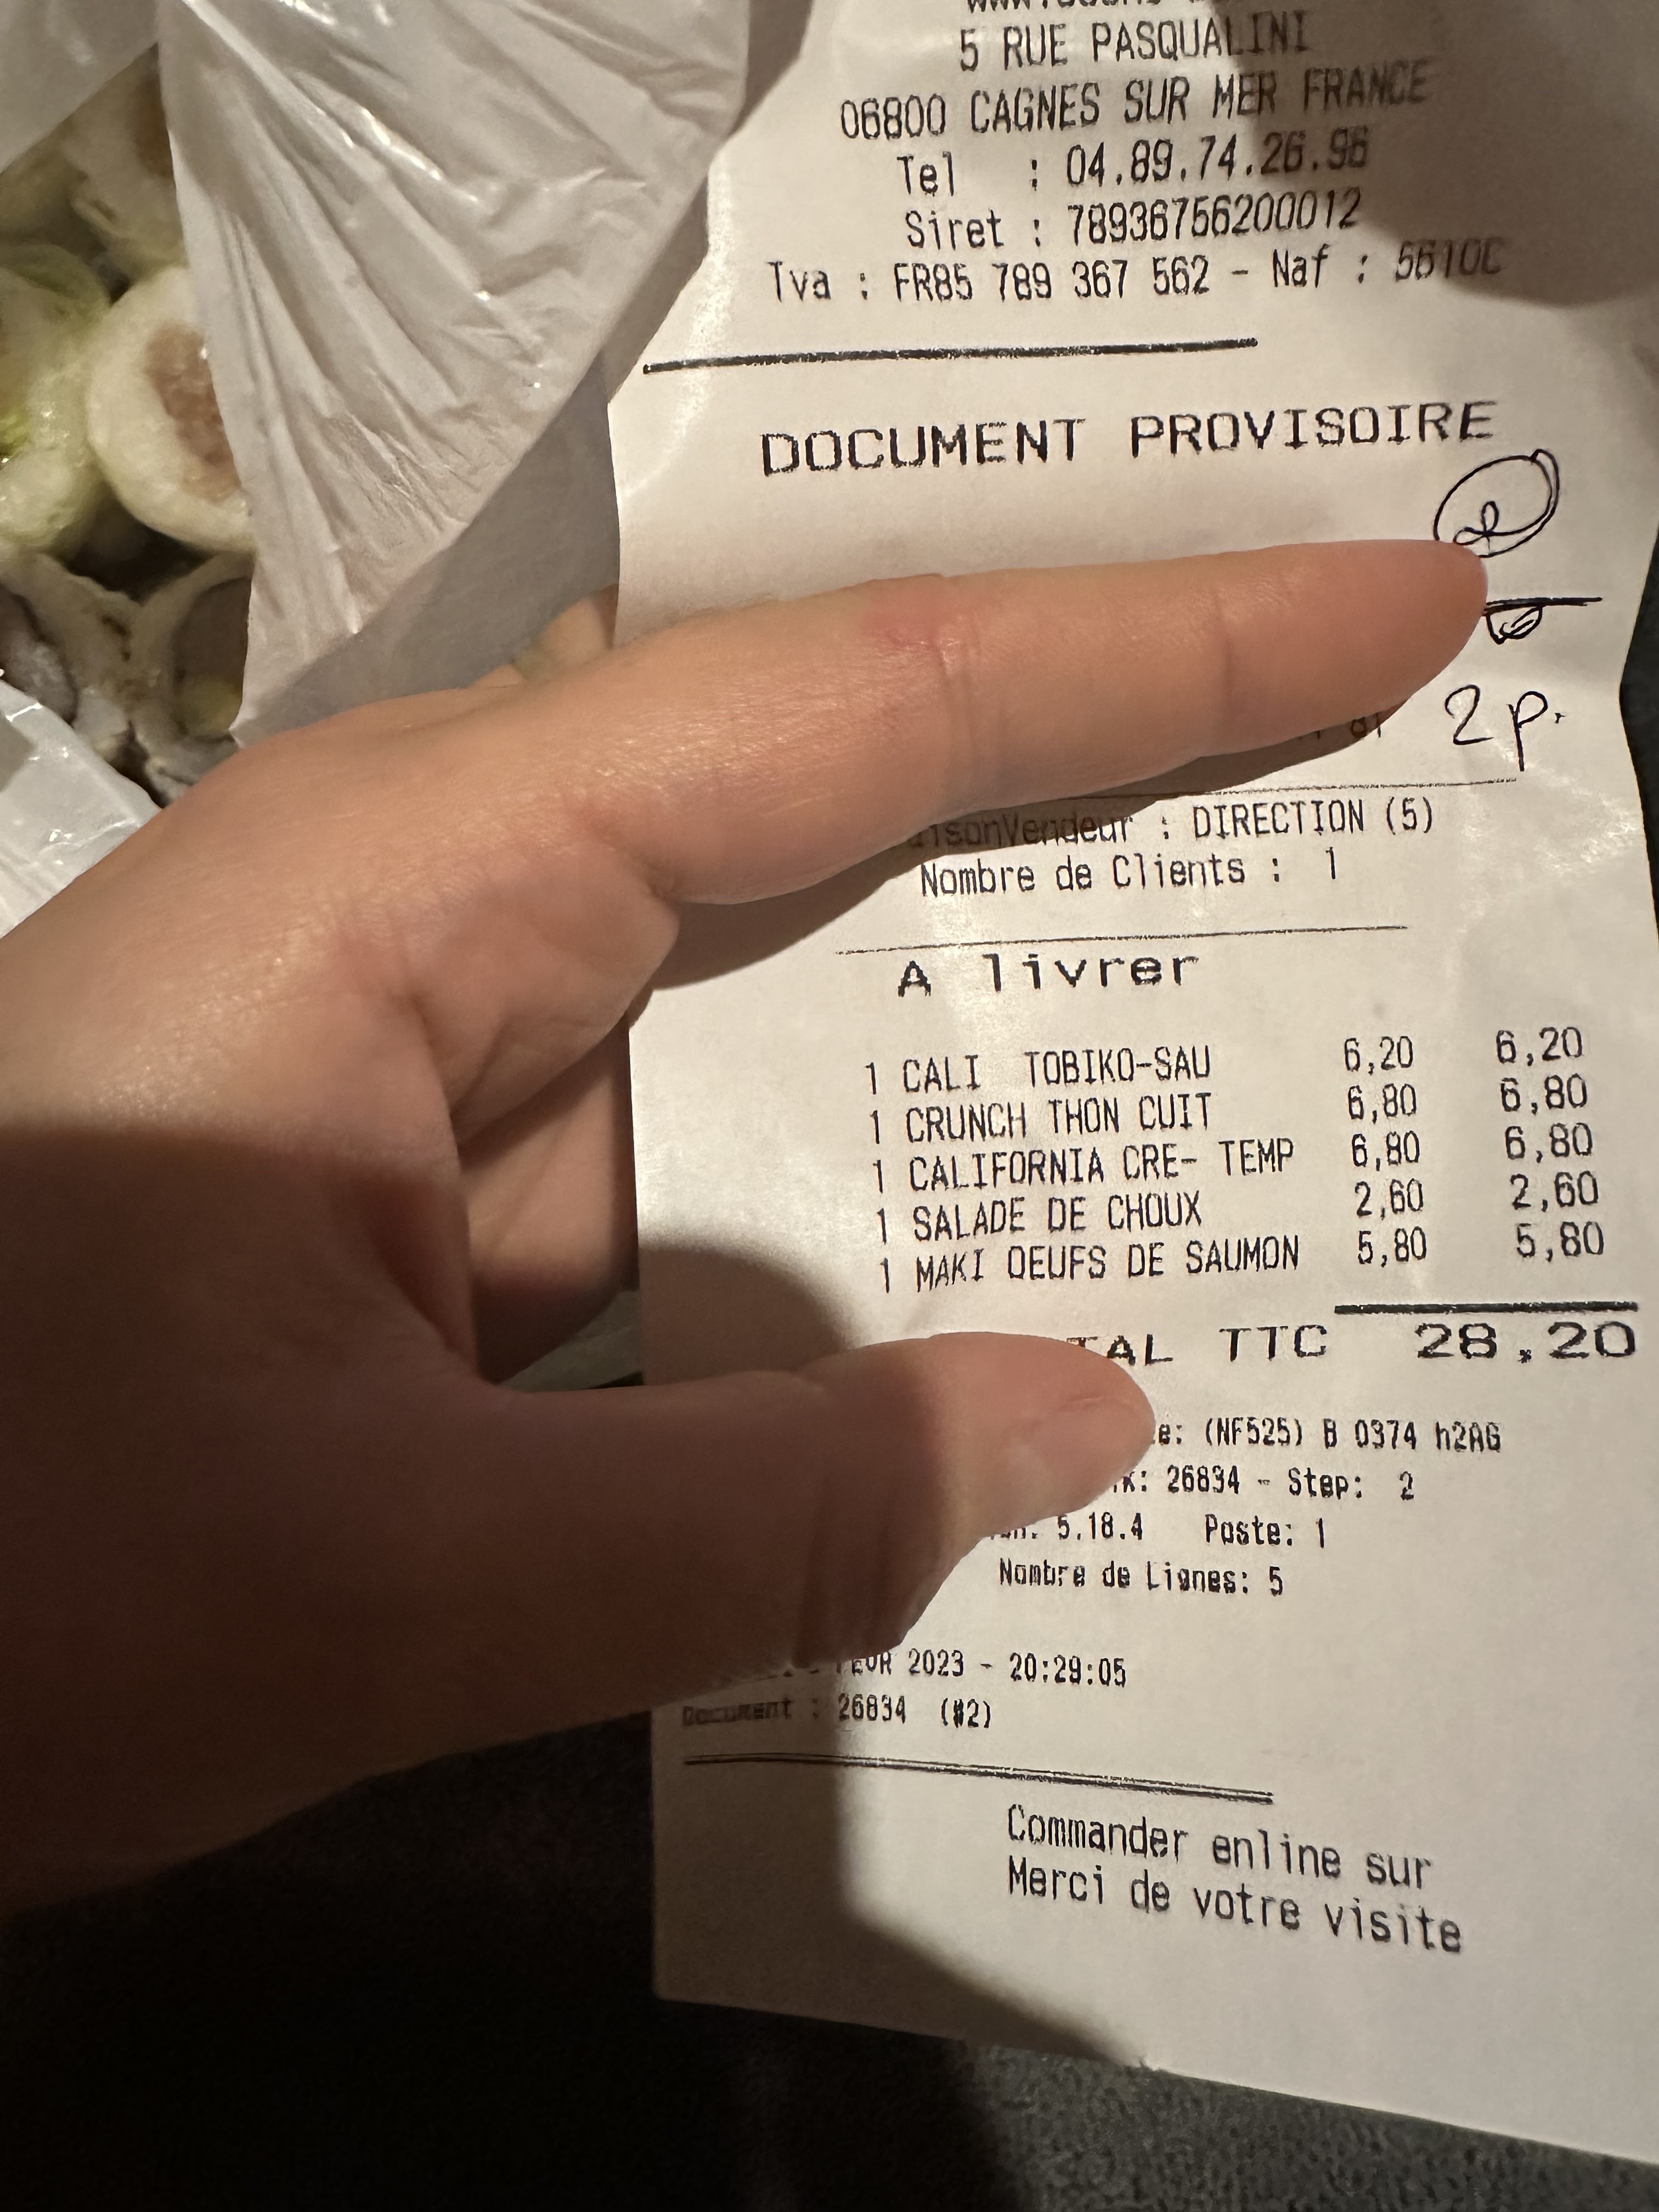 5 RUE PASQUALINI
06800 CAGNES SUR MER FRANCE
Tel : 04.89.74.26.96
Siret : 78936756200012
Tva : FR85 789 367 562 - Naf : 5610C
DOCUMENT PROVISOIRE
2 p.
: DIRECTION (5)
Nombre de Clients : 1
A livrer
1 CALI TOBIKO-SAU 6,20 6,20
1 CRUNCH THON CUIT 6,80 6,80
1 CALIFORNIA CRE- TEMP 6,80 6,80
1 SALADE DE CHOUX 2,60 2,60
1 MAKI OEUFS DE SAUMON 5,80 5,80
TTC 28.20
(NF525) B 0374 h2AG
26834 - Step: 2
5.18.4 Poste: 1
Nombre de Lignes: 5
FEVR 2023 - 20:29:05
Document : 26834 (#2)
Commander enline sur
Merci de votre visite